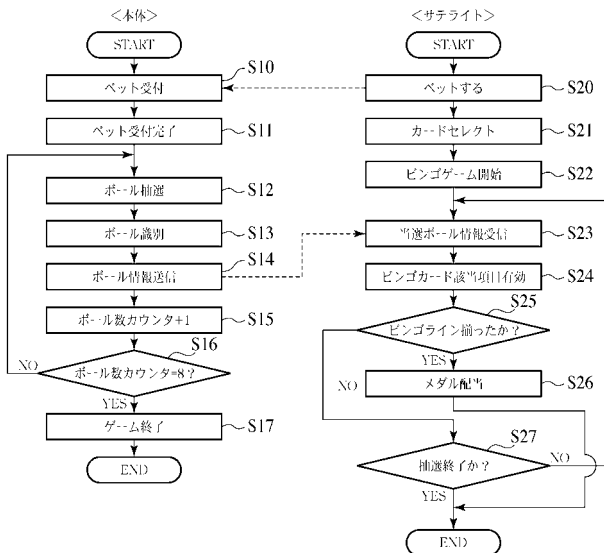 <本体>
START
ベット受付
S10
ベット受付完了
S11
ボール抽選
S12
ボール識別
S13
ボール情報送信
S14
ボール数カウンタ+1
S15
ボール数カウンタ=8？
S16
NO
YES
ゲーム終了
S17
END
<サテライト>
START
ベットする
S20
カードセレクト
S21
ビンゴゲーム開始
S22
当選ボール情報受信
S23
ビンゴカード該当項目有効
S24
ビンゴライン揃ったか？
S25
YES
NO
メダル配当
S26
抽選終了か？
S27
NO
YES
END